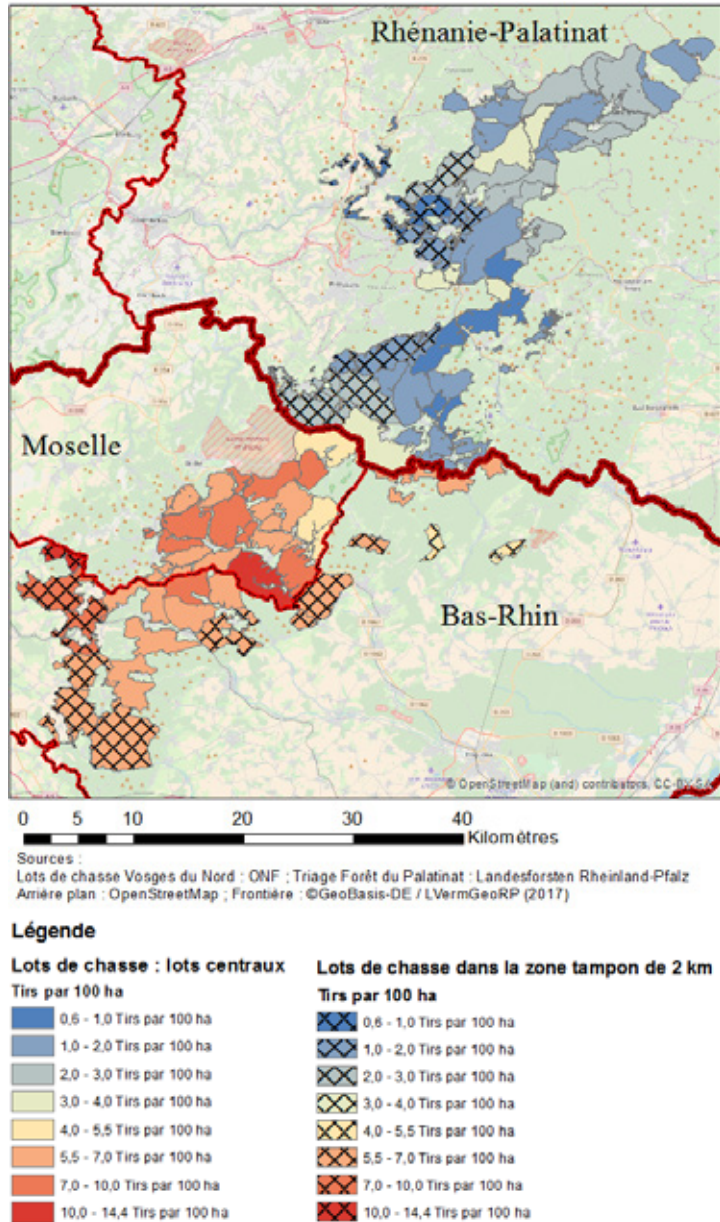 Rhénanie-Palatinat
Moselle
Bas-Rhin
© OpenStreetMap (and) contributors, CC-BY-SA
0 5 10 20 30 40
Kilomètres
Sources :
Lots de chasse Vosges du Nord : ONF ; Triage Forêt du Palatinat : Landesforsten Rheinland-Pfalz
Arrière plan : OpenStreetMap ; Frontière : ©GeoBasis-DE / LVermGeoRP (2017)
Légende
Lots de chasse : lots centraux
Tirs par 100 ha
0,6 - 1,0 Tirs par 100 ha
1,0 - 2,0 Tirs par 100 ha
2,0 - 3,0 Tirs par 100 ha
3,0 - 4,0 Tirs par 100 ha
4,0 - 5,5 Tirs par 100 ha
5,5 - 7,0 Tirs par 100 ha
7,0 - 10,0 Tirs par 100 ha
10,0 - 14,4 Tirs par 100 ha
Lots de chasse dans la zone tampon de 2 km
Tirs par 100 ha
0,6 - 1,0 Tirs par 100 ha
1,0 - 2,0 Tirs par 100 ha
2,0 - 3,0 Tirs par 100 ha
3,0 - 4,0 Tirs par 100 ha
4,0 - 5,5 Tirs par 100 ha
5,5 - 7,0 Tirs par 100 ha
7,0 - 10,0 Tirs par 100 ha
10,0 - 14,4 Tirs par 100 ha